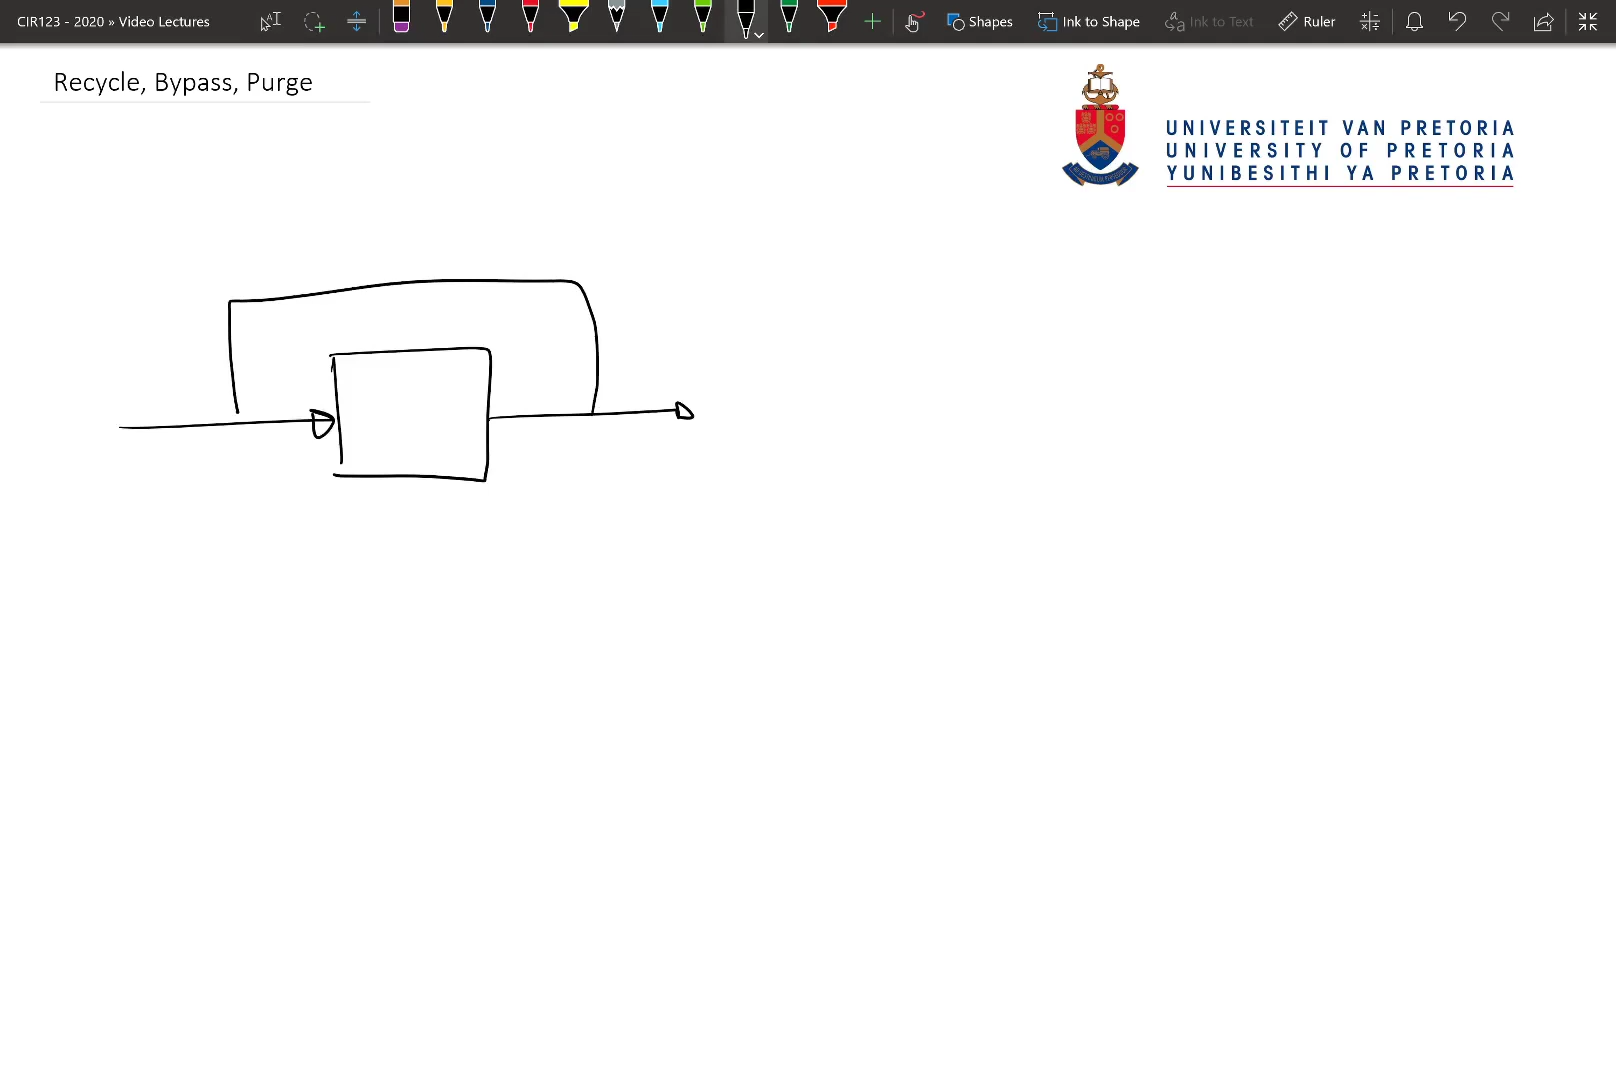 CIR123 - 2020 » Video Lectures
Shapes
Ink to Shape
Ink to Text
Ruler
Recycle, Bypass, Purge
UNIVERSITEIT VAN PRETORIA
UNIVERSITY OF PRETORIA
YUNIBESITHI YA PRETORIA